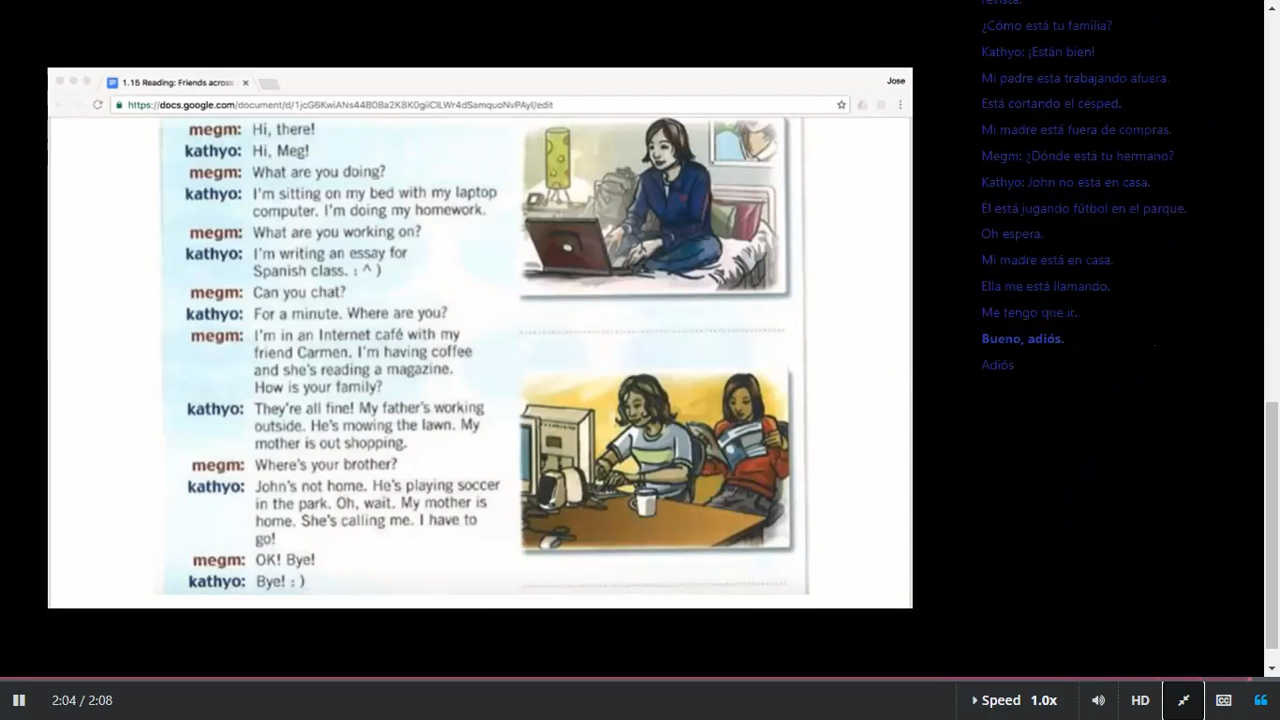 1.15 Reading: Friends across
Jose
https://docs.google.com/document/d/1jcG6KwiANs44B0Ba2K8K0giiCILWr4dSamquoNvPAyI/edit
megm: Hi, there!
kathyo: Hi, Meg!
megm: What are you doing?
kathyo: I'm sitting on my bed with my laptop
computer. I'm doing my homework.
megm: What are you working on?
kathyo: I'm writing an essay for
Spanish class. : ^ )
megm: Can you chat?
kathyo: For a minute. Where are you?
megm: I'm in an Internet café with my
friend Carmen. I'm having coffee
and she's reading a magazine.
How is your family?
kathyo: They're all fine! My father's working
outside. He's mowing the lawn. My
mother is out shopping.
megm: Where's your brother?
kathyo: John's not home. He's playing soccer
in the park. Oh, wait. My mother is
home. She's calling me. I have to
go!
megm: OK! Bye!
kathyo: Bye! : )
revista.
¿Cómo está tu familia?
Kathyo: ¡Están bien!
Mi padre esta trabajando afuera.
Está cortando el césped.
Mi madre está fuera de compras.
Megm: ¿Dónde está tu hermano?
Kathyo: John no está en casa.
Él está jugando fútbol en el parque.
Oh espera.
Mi madre está en casa.
Ella me está llamando.
Me tengo que ir.
Bueno, adiós.
Adiós
2:04 / 2:08
Speed 1.0x
HD
CC